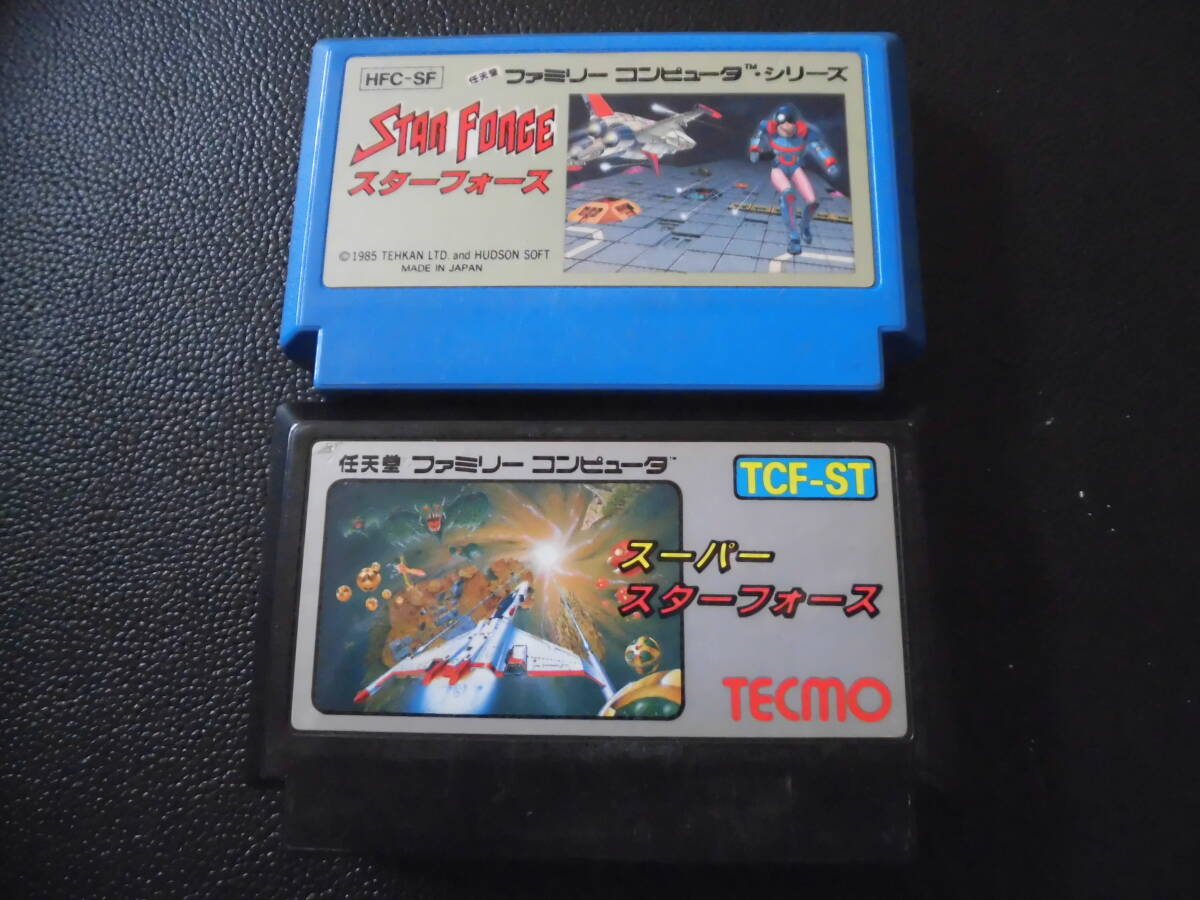 HFC-SF
任天堂 ファミリー コンピュータ™・シリーズ
STAR FORCE
スターフォース
©1985 TEHKAN LTD. and HUDSON SOFT
MADE IN JAPAN
任天堂 ファミリー コンピュータ™
TCF-ST
スーパー
スターフォース
TECMO